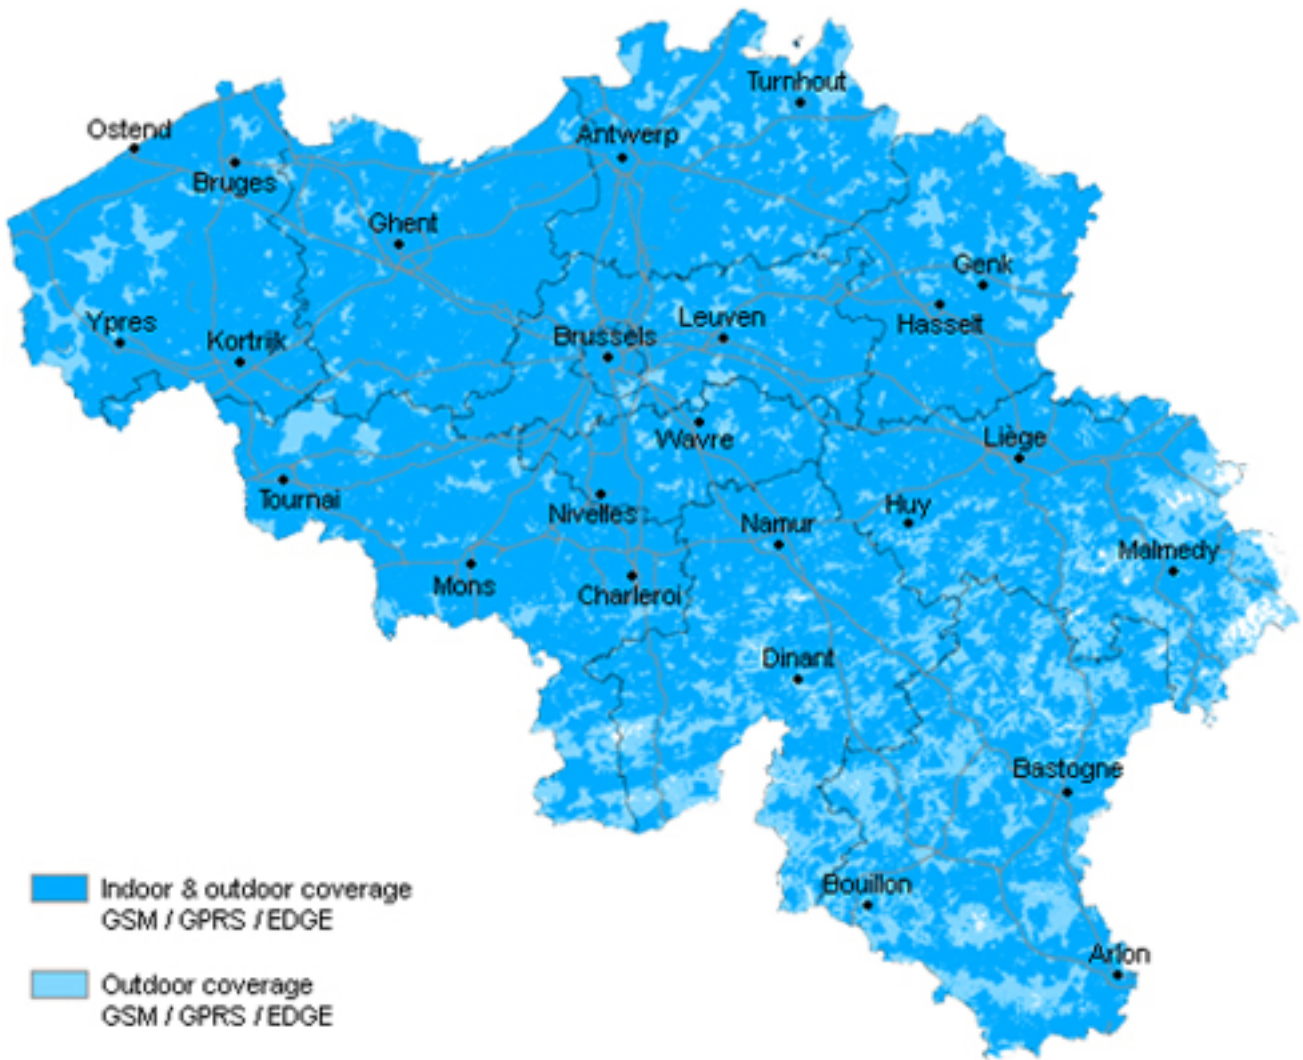 Turnhout
Ostend
Antwerp
Bruges
Ghent
Genk
Ypres
Leuven
Hasselt
Kortrijk
Brussels
Wavre
Liège
Tournai
Nivelles
Huy
Namur
Malmedy
Mons
Charleroi
Dinant
Bastogne
Bouillon
Indoor & outdoor coverage
GSM / GPRS / EDGE
Arlon
Outdoor coverage
GSM / GPRS / EDGE